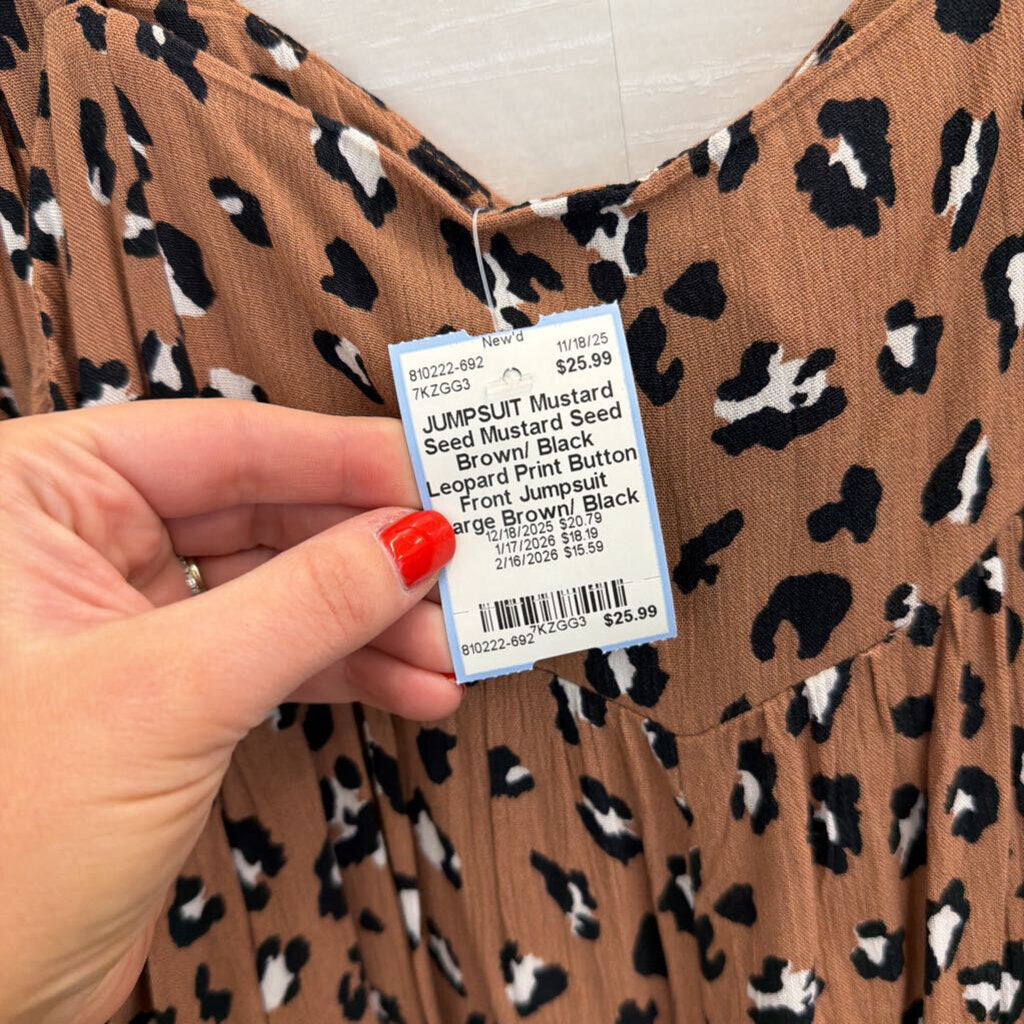 New'd
810222-692 11/18/25
7KZGG3 $25.99
JUMPSUIT Mustard
Seed Mustard Seed
Brown/ Black
Leopard Print Button
Front Jumpsuit
arge Brown/ Black
12/18/2025 $20.79
1/17/2026 $18.19
2/16/2026 $15.59
810222-692 7KZGG3 $25.99